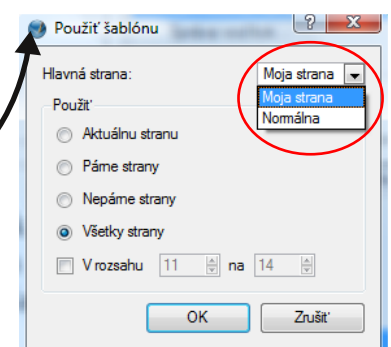 Použiť šablónu
Hlavná strana: Moja strana
Moja strana
Normálna
Použiť
Aktuálnu stranu
Párne strany
Nepárne strany
Všetky strany
V rozsahu 11 na 14
OK Zrušiť